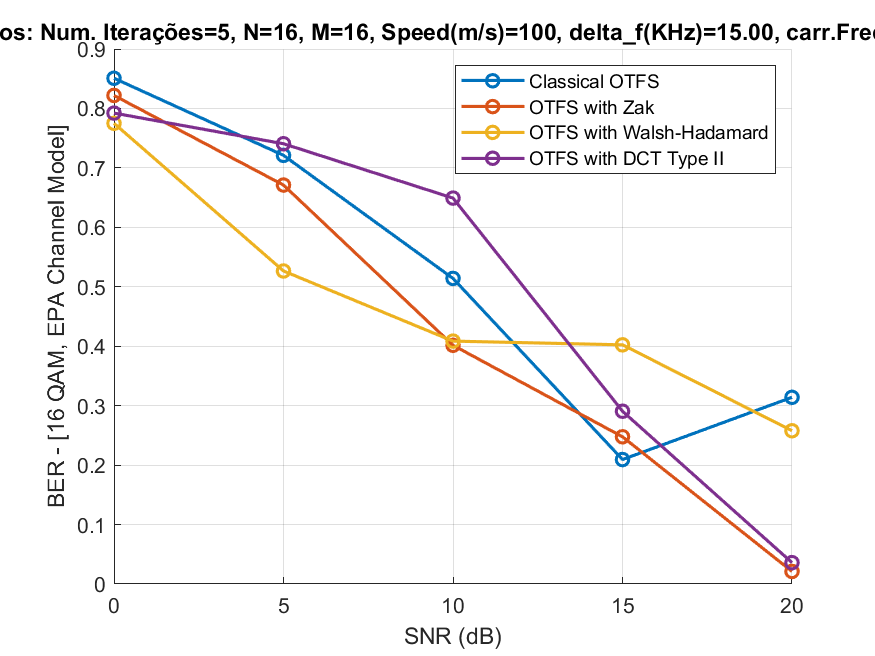 os: Num. Iterações=5, N=16, M=16, Speed(m/s)=100, delta_f(KHz)=15.00, carr.Fre
0.9
0.8
0.7
0.6
0.5
0.4
0.3
0.2
0.1
0
BER - [16 QAM, EPA Channel Model]
Classical OTFS
OTFS with Zak
OTFS with Walsh-Hadamard
OTFS with DCT Type II
0 5 10 15 20
SNR (dB)